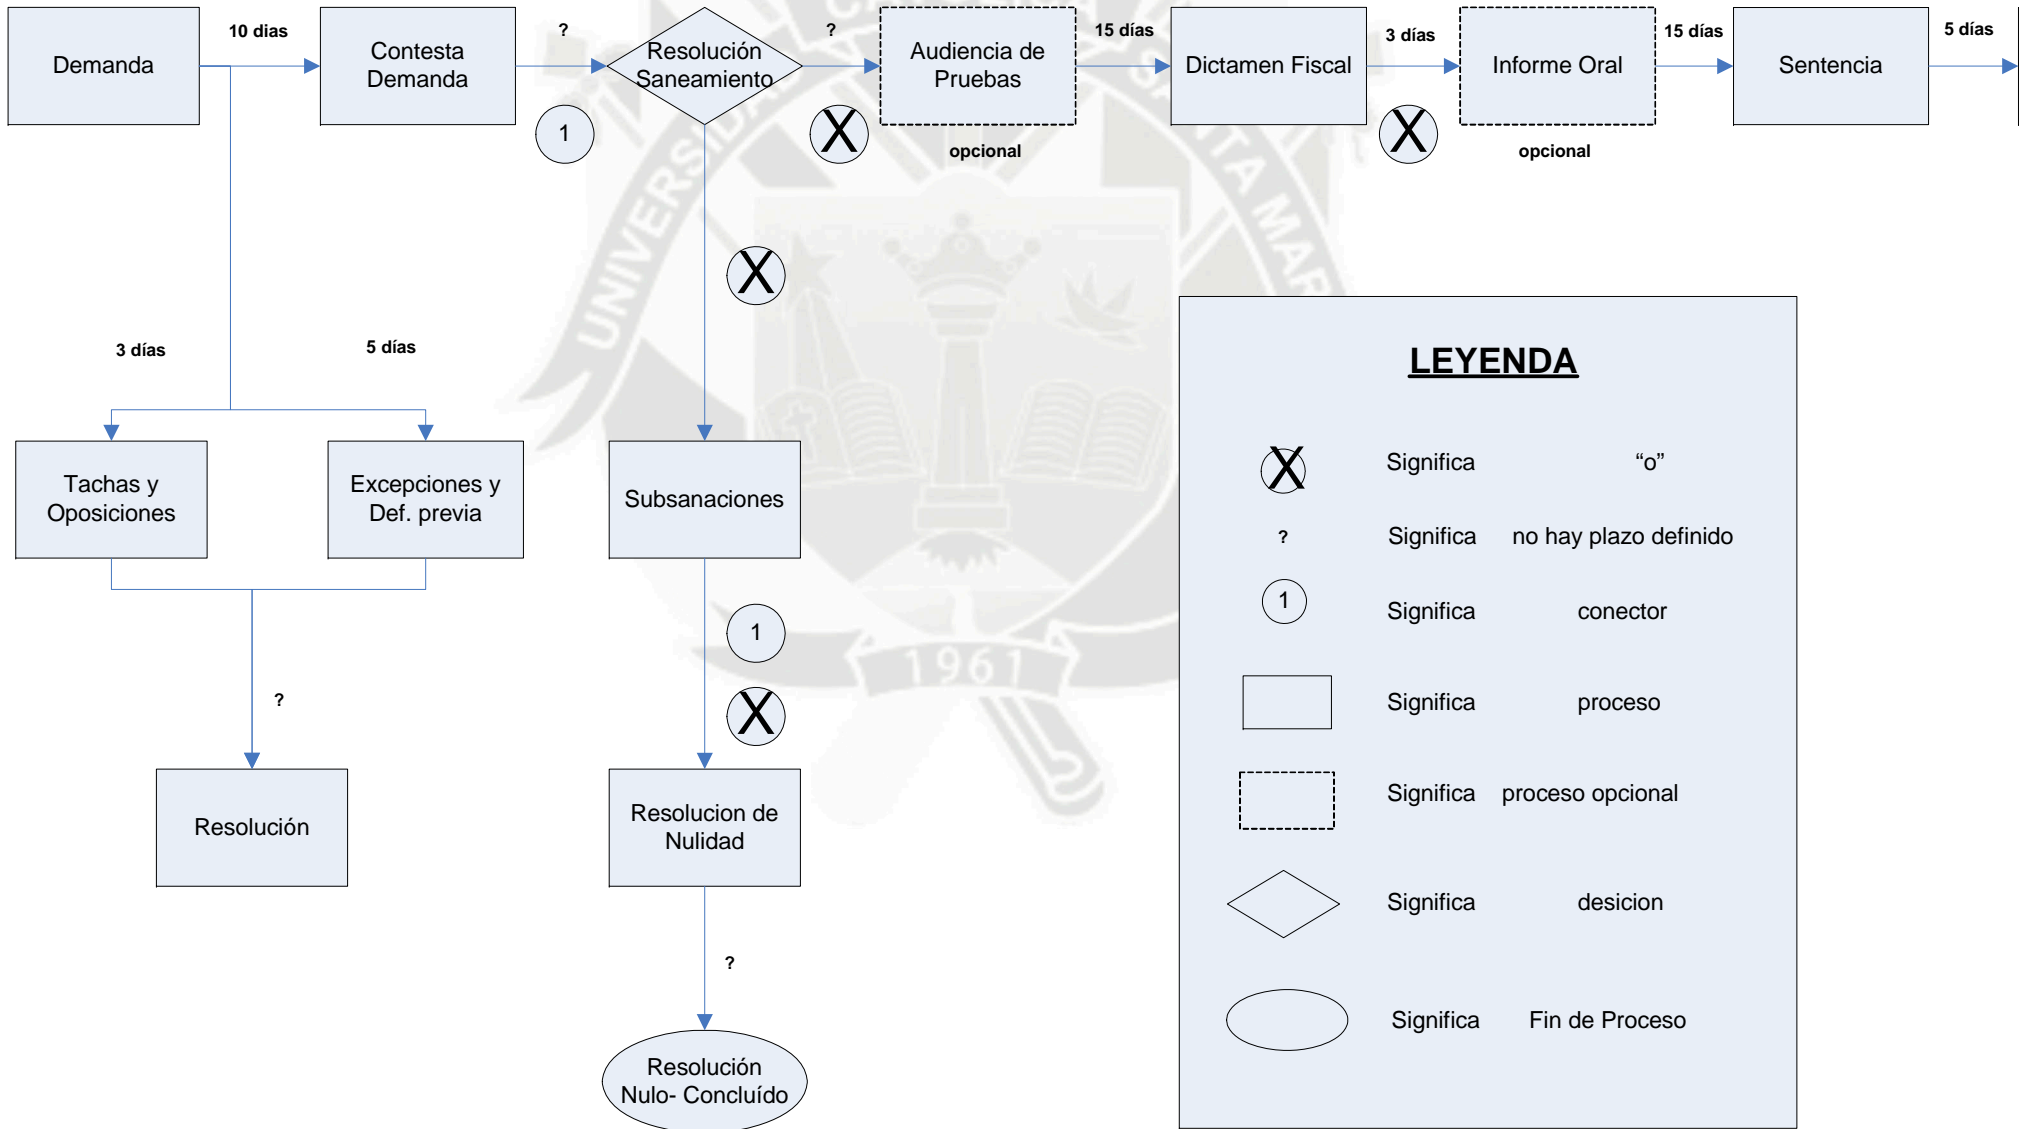 Demanda
10 dias
Contesta
Demanda
?
1
Resolución
Saneamiento
?
X
Audiencia de
Pruebas
opcional
15 días
Dictamen Fiscal
3 días
X
Informe Oral
opcional
15 días
Sentencia
5 días
X
3 días
5 días
Tachas y
Oposiciones
Excepciones y
Def. previa
Subsanaciones
1
X
?
Resolución
Resolucion de
Nulidad
?
Resolución
Nulo- Concluído
LEYENDA
X Significa “o”
? Significa no hay plazo definido
1 Significa conector
Significa proceso
Significa proceso opcional
Significa desicion
Significa Fin de Proceso
1961